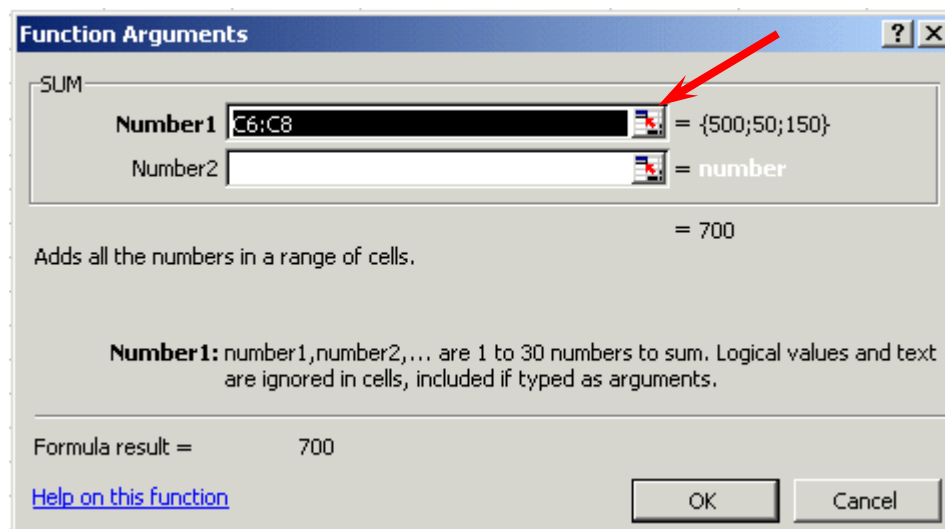 Function Arguments
SUM
Number1 C6:C8 = {500;50;150}
Number2 = number
= 700
Adds all the numbers in a range of cells.
Number1: number1,number2,... are 1 to 30 numbers to sum. Logical values and text
are ignored in cells, included if typed as arguments.
Formula result = 700
Help on this function OK Cancel